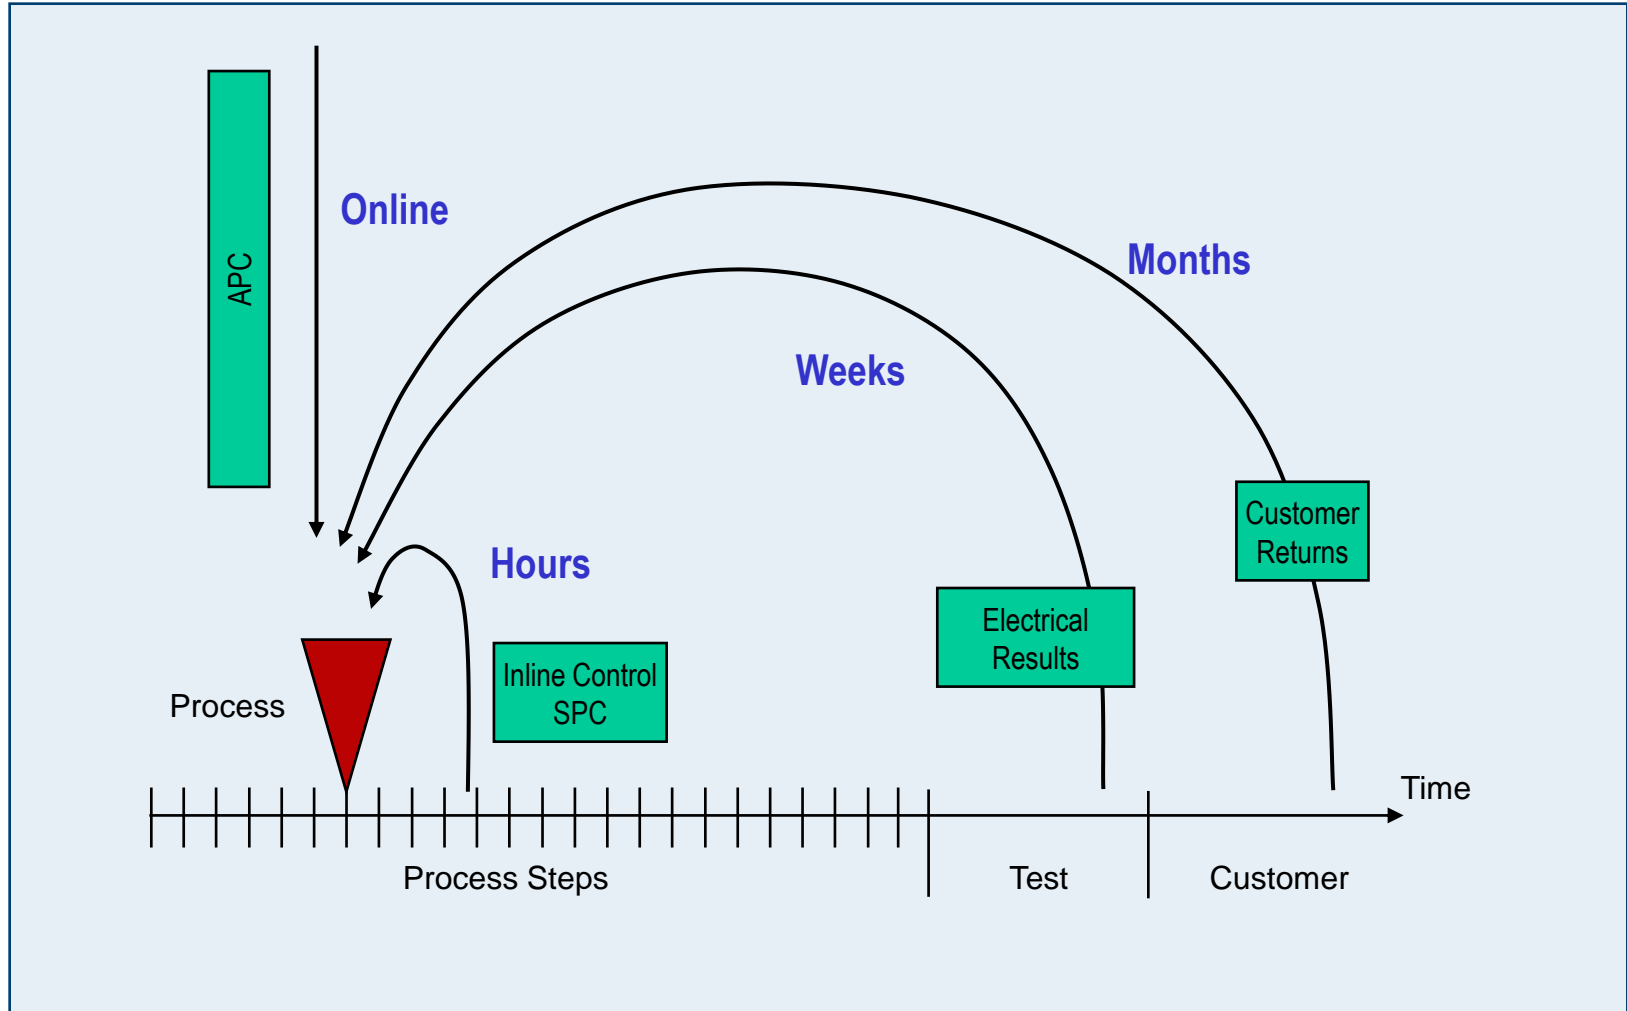 Online
APC
Months
Weeks
Customer
Returns
Hours
Electrical
Results
Inline Control
SPC
Process
Time
Process Steps
Test
Customer